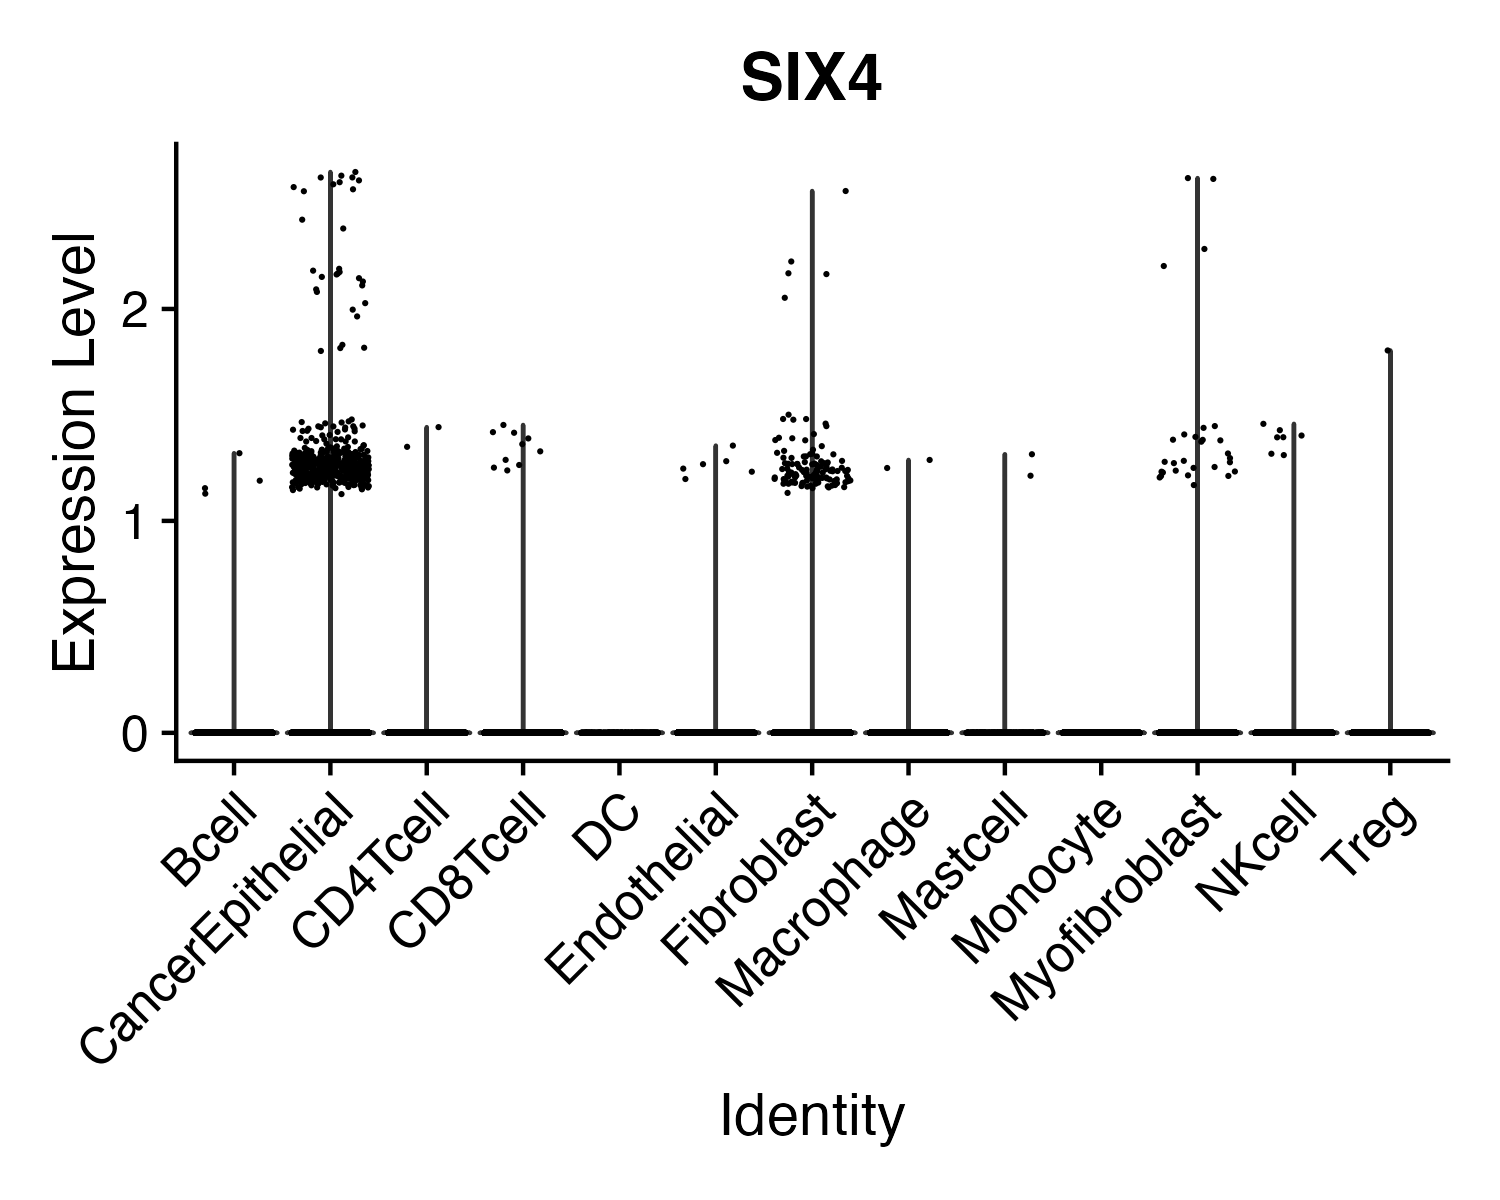 SIX4
Expression Level
2
1
0
Bcell
CancerEpithelial
CD4Tcell
CD8Tcell
DC
Endothelial
Fibroblast
Macrophage
Mastcell
Monocyte
Myofibroblast
NKcell
Treg
Identity